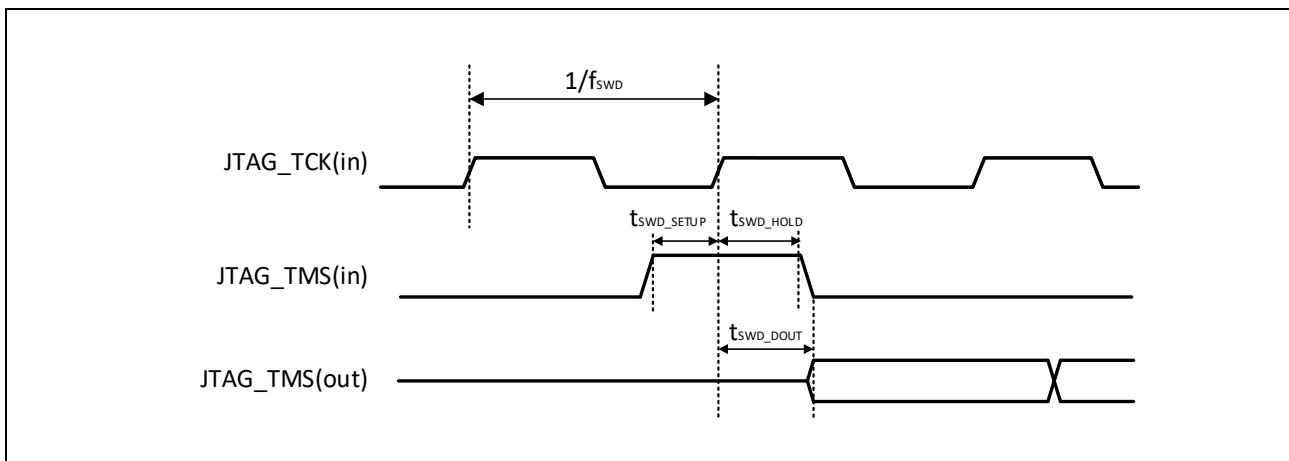 1/fSWD
JTAG_TCK(in)
tSWD_SETUP tSWD_HOLD
JTAG_TMS(in)
tSWD_DOUT
JTAG_TMS(out)